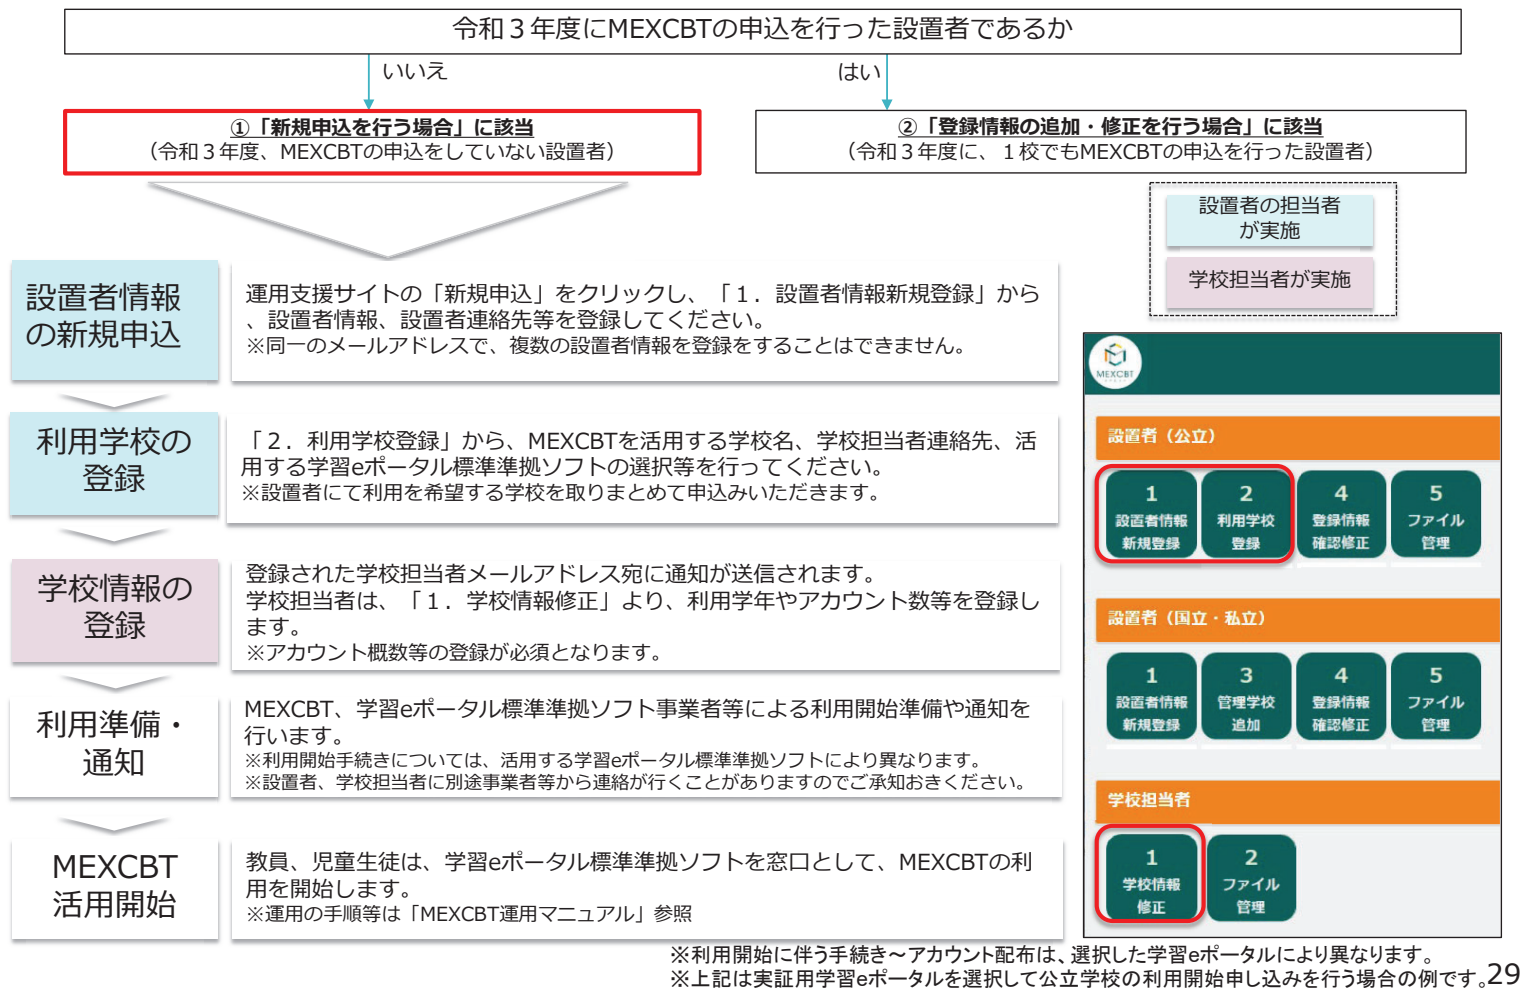 令和３年度にMEXCBTの申込を行った設置者であるか
いいえ
はい
①「新規申込を行う場合」に該当
（令和３年度、MEXCBTの申込をしていない設置者）
②「登録情報の追加・修正を行う場合」に該当
（令和３年度に、１校でもMEXCBTの申込を行った設置者）
設置者の担当者
が実施
学校担当者が実施
設置者情報
の新規申込
運用支援サイトの「新規申込」をクリックし、「１．設置者情報新規登録」から
、設置者情報、設置者連絡先等を登録してください。
※同一のメールアドレスで、複数の設置者情報を登録をすることはできません。
利用学校の
登録
「２．利用学校登録」から、MEXCBTを活用する学校名、学校担当者連絡先、活
用する学習eポータル標準準拠ソフトの選択等を行ってください。
※設置者にて利用を希望する学校を取りまとめて申込みいただきます。
学校情報の
登録
登録された学校担当者メールアドレス宛に通知が送信されます。
学校担当者は、「１．学校情報修正」より、利用学年やアカウント数等を登録し
ます。
※アカウント概数等の登録が必須となります。
利用準備・
通知
MEXCBT、学習eポータル標準準拠ソフト事業者等による利用開始準備や通知を
行います。
※利用開始手続きについては、活用する学習eポータル標準準拠ソフトにより異なります。
※設置者、学校担当者に別途事業者等から連絡が行くことがありますのでご承知おきください。
MEXCBT
活用開始
教員、児童生徒は、学習eポータル標準準拠ソフトを窓口として、MEXCBTの利
用を開始します。
※運用の手順等は「MEXCBT運用マニュアル」参照
MEXCBT
設置者（公立）
1
設置者情報
新規登録
2
利用学校
登録
4
登録情報
確認修正
5
ファイル
管理
設置者（国立・私立）
1
設置者情報
新規登録
3
管理学校
追加
4
登録情報
確認修正
5
ファイル
管理
学校担当者
1
学校情報
修正
2
ファイル
管理
※利用開始に伴う手続き～アカウント配布は、選択した学習eポータルにより異なります。
※上記は実証用学習eポータルを選択して公立学校の利用開始申し込みを行う場合の例です。
29